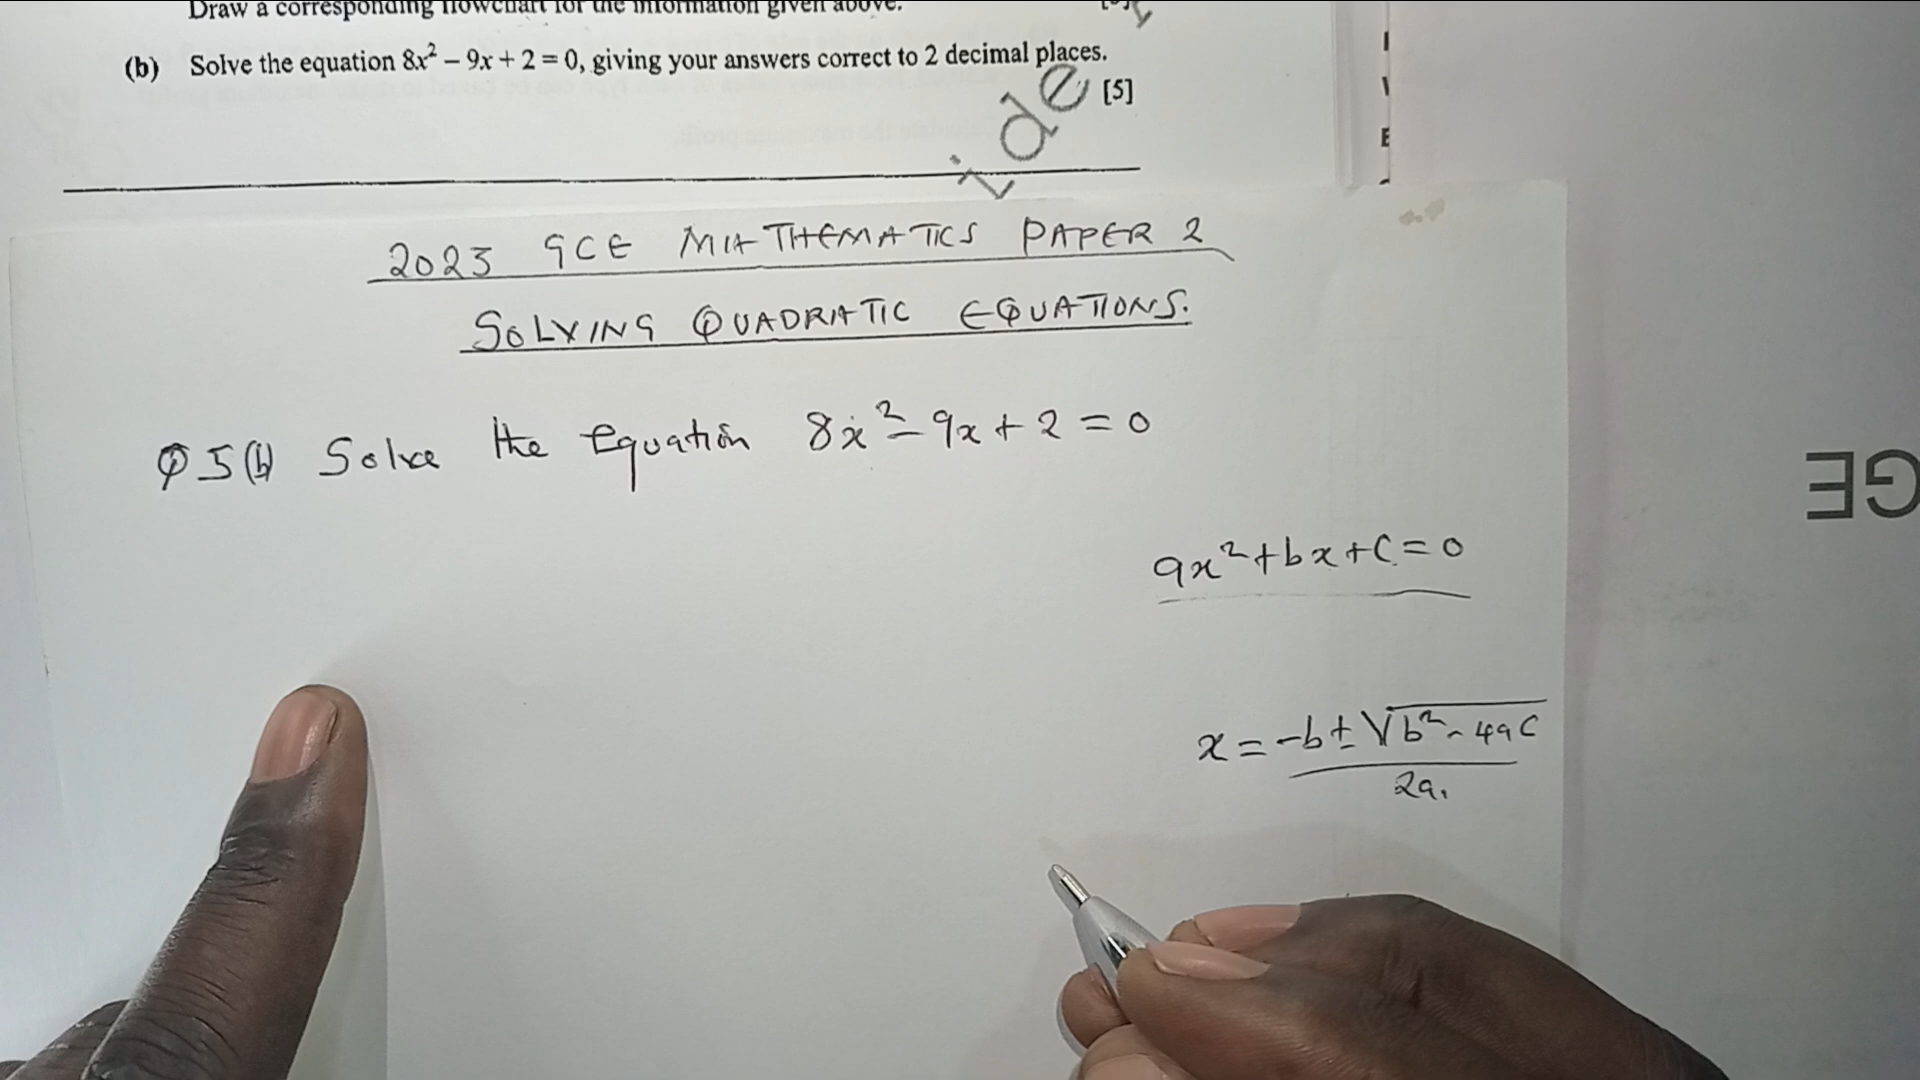 Draw a corresponding flowchart for the information given above.
(b) Solve the equation 8x² – 9x + 2 = 0, giving your answers correct to 2 decimal places.
[5]
ide
2023 GCE MATHEMATICS PAPER 2
SOLVING QUADRATIC EQUATIONS.
Q5(b) Solve the equation 8x² – 9x + 2 = 0
ax² + bx + c = 0
x = -b ± √b² - 4ac
2a.
GE